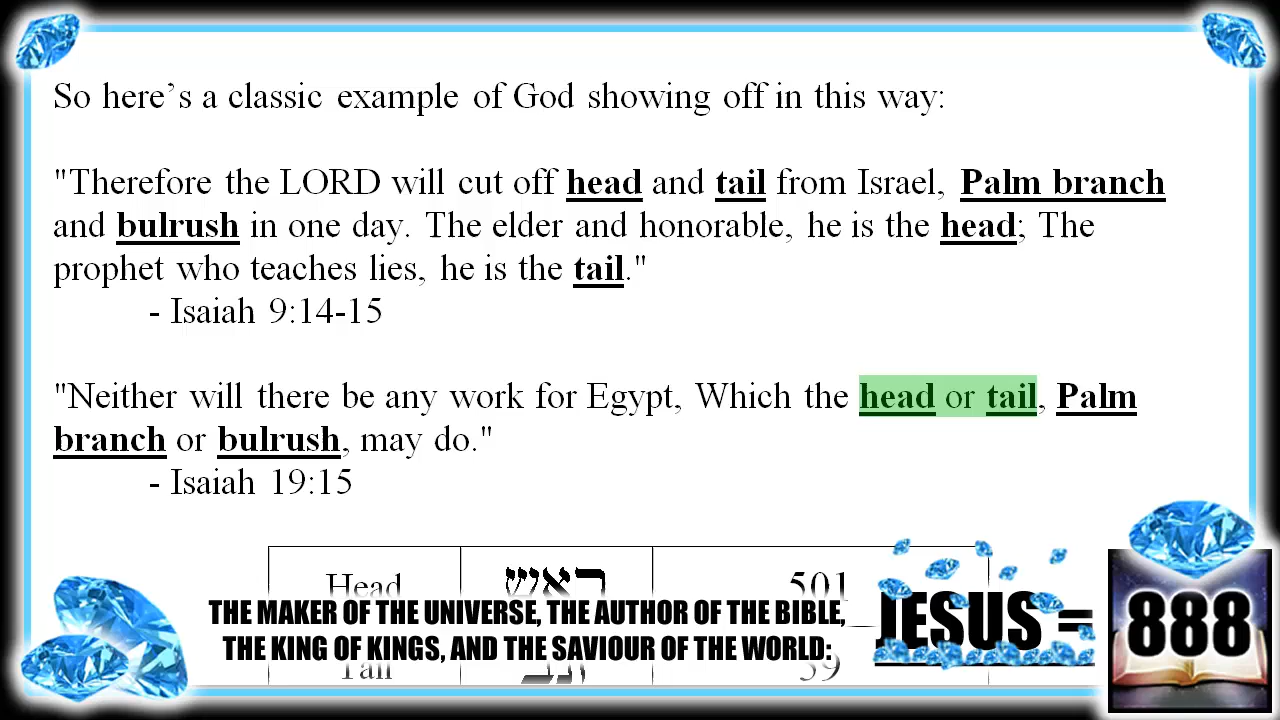 So here’s a classic example of God showing off in this way:
"Therefore the LORD will cut off head and tail from Israel, Palm branch
and bulrush in one day. The elder and honorable, he is the head; The
prophet who teaches lies, he is the tail."
- Isaiah 9:14-15
"Neither will there be any work for Egypt, Which the head or tail, Palm
branch or bulrush, may do."
- Isaiah 19:15
Head ראש 501
THE MAKER OF THE UNIVERSE, THE AUTHOR OF THE BIBLE,
THE KING OF KINGS, AND THE SAVIOUR OF THE WORLD:
JESUS = 888
Tail